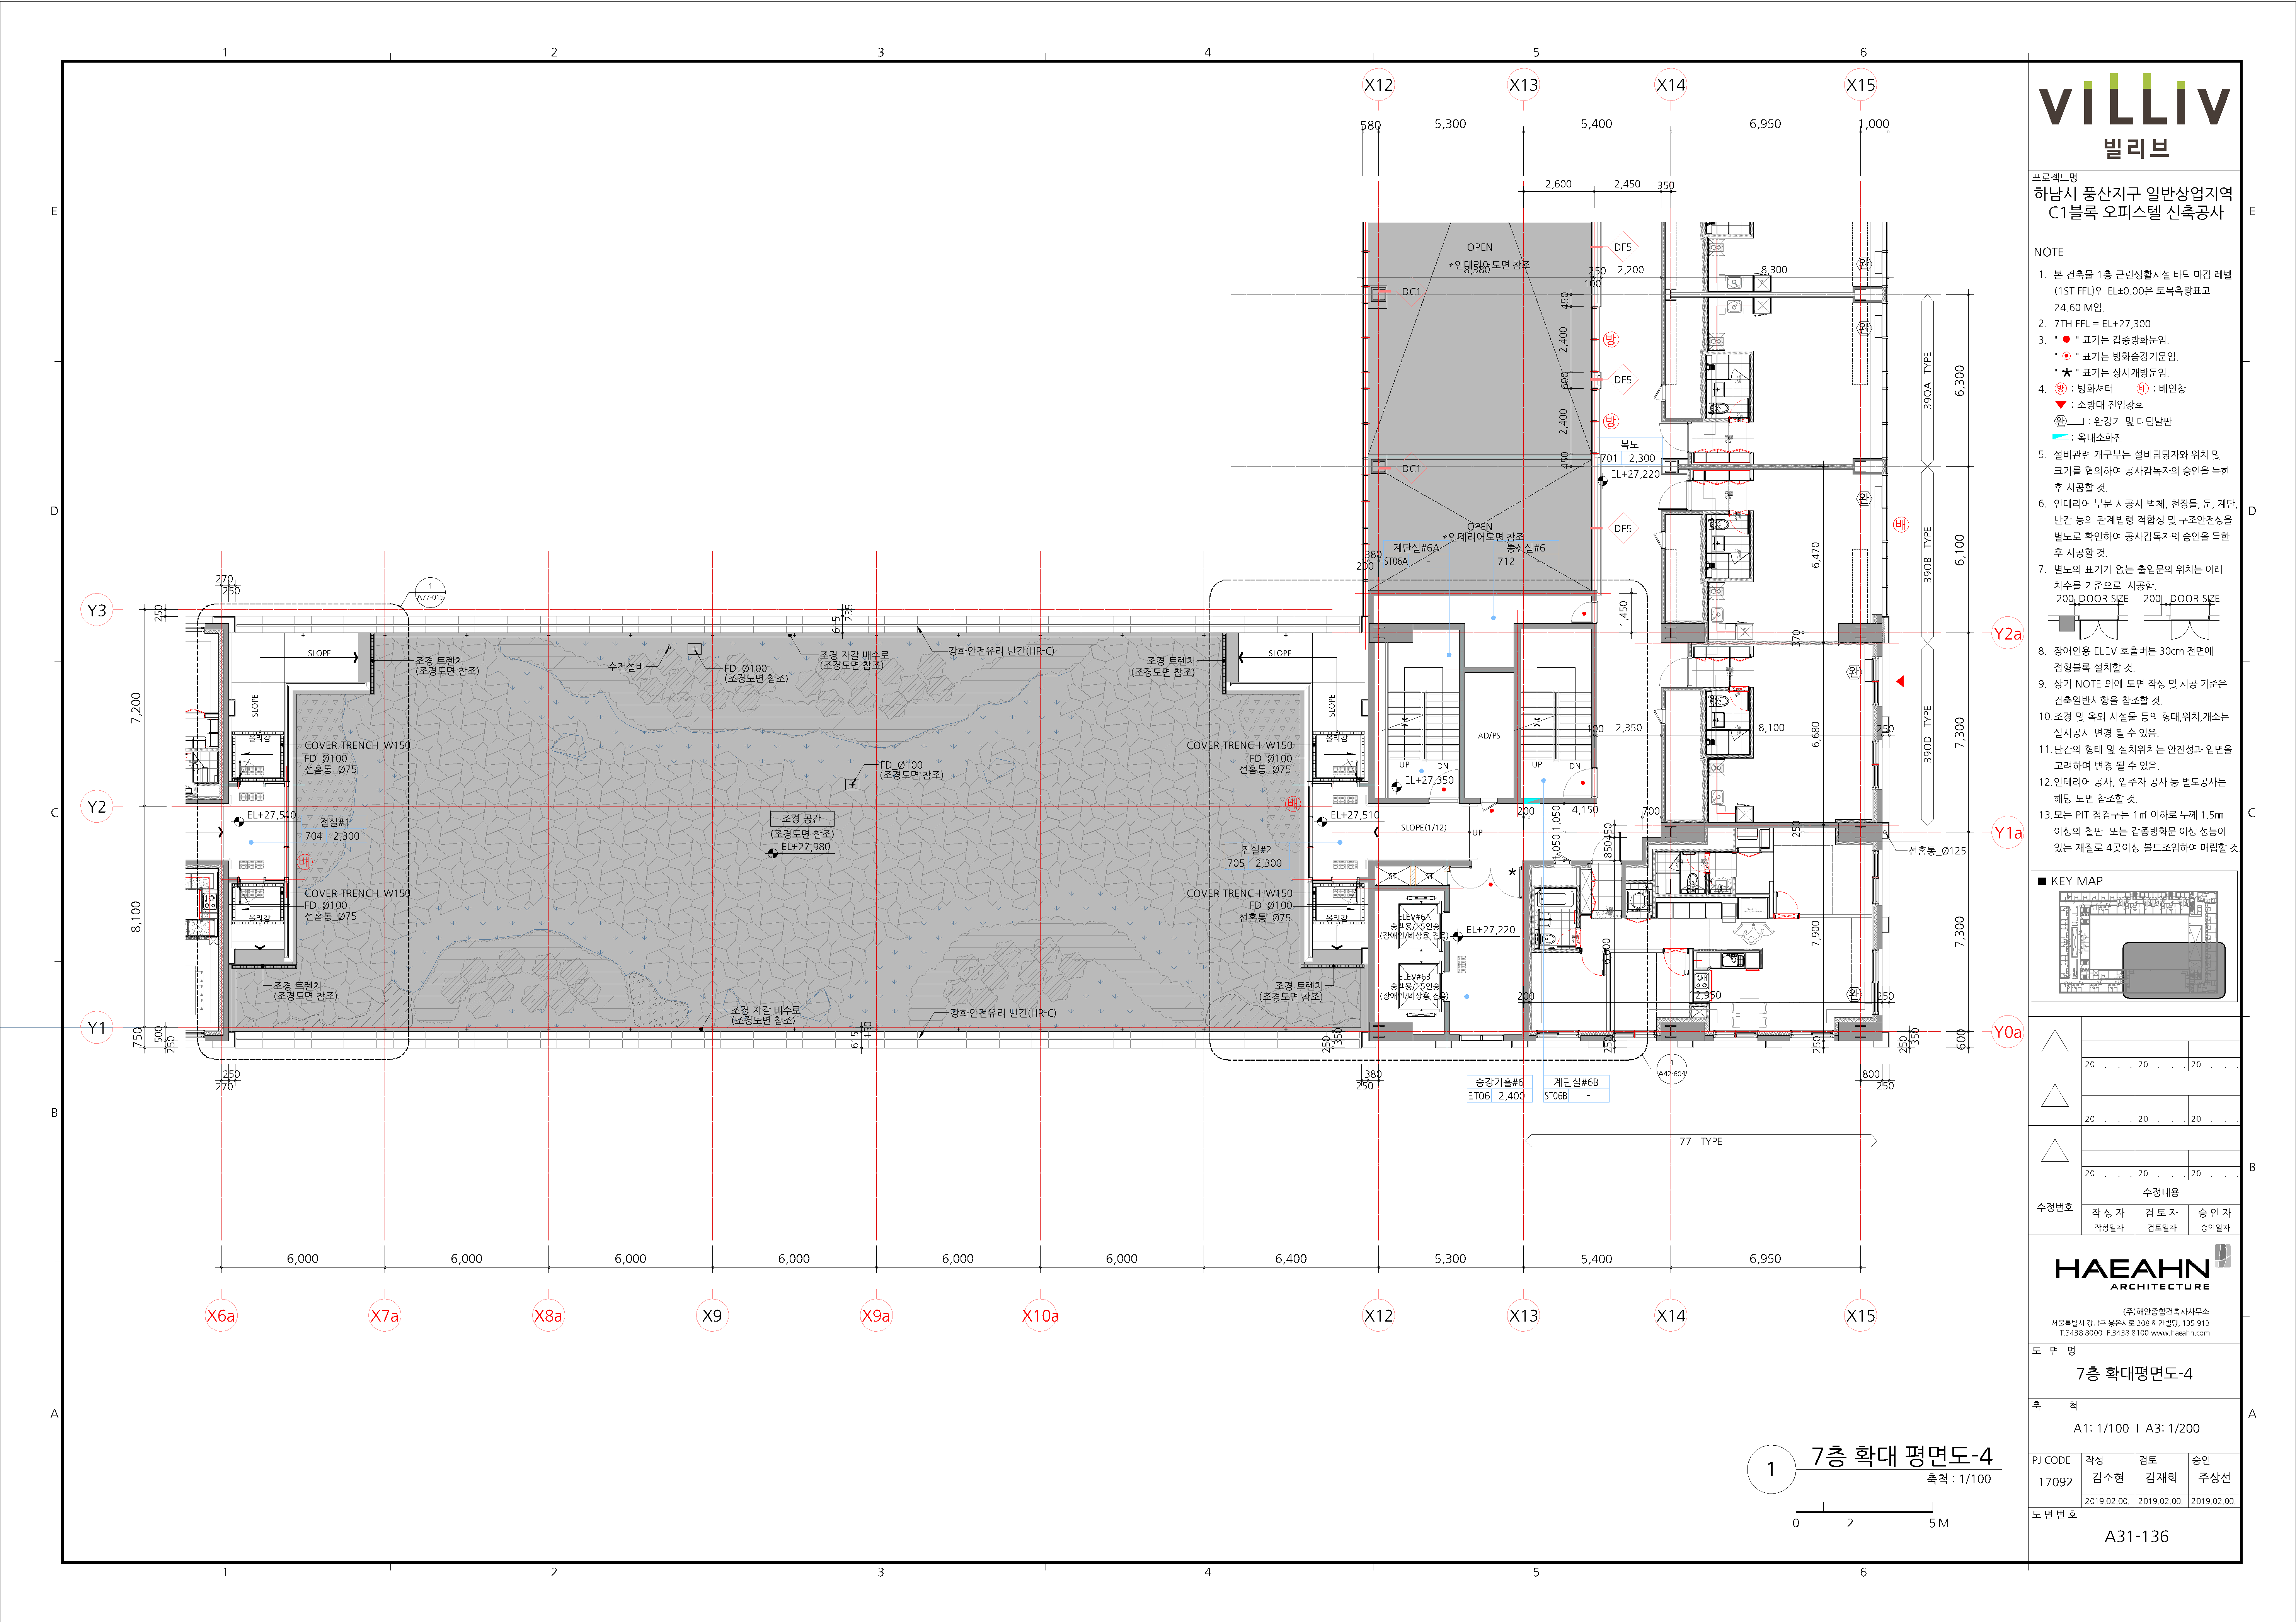 1
2
3
4
5
6
X12
X13
X14
X15
580
5,300
5,400
6,950
1,000
2,600
2,450
350
E
OPEN
*인테리어도면 참조
8,380
250
2,200
100
8,300
DF5
DC1
450
2,400
600
2,400
450
방
DF5
방
완
완
39OA _TYPE
6,300
복도
701
2,300
EL+27,220
DC1
D
OPEN
*인테리어도면 참조
계단실#6A
ST06A
-
통신실#6
712
-
DF5
380
200
완
배
39OB _TYPE
6,470
6,100
270
250
1
A77-015
Y3
250
615
235
1,450
370
Y2a
SLOPE
SLOPE
조경 트렌치
(조경도면 참조)
수전설비
FD_Ø100
(조경도면 참조)
조경 자갈 배수로
(조경도면 참조)
강화안전유리 난간(HR-C)
조경 트렌치
(조경도면 참조)
SLOPE
SLOPE
완
7,200
올라감
COVER TRENCH_W150
FD_Ø100
선홈통_Ø75
FD_Ø100
(조경도면 참조)
COVER TRENCH_W150
FD_Ø100
선홈통_Ø75
올라감
AD/PS
UP
DN
UP
DN
EL+27,350
100
2,350
8,100
6,680
250
39OD _TYPE
7,300
Y2
C
EL+27,510
전실#1
704
2,300
배
조경 공간
(조경도면 참조)
EL+27,980
배
EL+27,510
전실#2
705
2,300
SLOPE(1/12)
UP
200
4,150
700
1,050
1,050
450
850
250
Y1a
선홈통_Ø125
ST
ST
*
8,100
COVER TRENCH_W150
FD_Ø100
선홈통_Ø75
올라감
COVER TRENCH_W150
FD_Ø100
선홈통_Ø75
올라감
ELEV#6A
승객용/15인승
(장애인/비상용 겸용)
EL+27,220
ELEV#6B
승객용/15인승
(장애인/비상용 겸용)
6,600
7,900
7,300
조경 트렌치
(조경도면 참조)
조경 자갈 배수로
(조경도면 참조)
강화안전유리 난간(HR-C)
조경 트렌치
(조경도면 참조)
200
2,950
완
250
Y1
750
500
250
615
150
250
350
250
250
250
350
600
Y0a
250
270
380
250
1
A42-604
800
250
승강기홀#6
ET06
2,400
계단실#6B
ST06B
-
B
77 _TYPE
6,000
6,000
6,000
6,000
6,000
6,000
6,400
5,300
5,400
6,950
X6a
X7a
X8a
X9
X9a
X10a
X12
X13
X14
X15
A
1
7층 확대 평면도-4
축척 : 1/100
0
2
5 M
1
2
3
4
5
6
VILLIV
빌리브
프로젝트명
하남시 풍산지구 일반상업지역
C1블록 오피스텔 신축공사
NOTE
1. 본 건축물 1층 근린생활시설 바닥 마감 레벨
(1ST FFL)인 EL±0.00은 토목측량표고
24.60 M임.
2. 7TH FFL = EL+27,300
3. " ● " 표기는 갑종방화문임.
" ◉ " 표기는 방화승강기문임.
" * " 표기는 상시개방문임.
4. 방 : 방화셔터 배 : 배연창
▼ : 소방대 진입창호
완 : 완강기 및 디딤발판
: 옥내소화전
5. 설비관련 개구부는 설비담당자와 위치 및
크기를 협의하여 공사감독자의 승인을 득한
후 시공할 것.
6. 인테리어 부분 시공시 벽체, 천장틀, 문, 계단,
난간 등의 관계법령 적합성 및 구조안전성을
별도로 확인하여 공사감독자의 승인을 득한
후 시공할 것.
7. 별도의 표기가 없는 출입문의 위치는 아래
치수를 기준으로 시공함.
200 DOOR SIZE 200 DOOR SIZE
8. 장애인용 ELEV 호출버튼 30cm 전면에
점형블록 설치할 것.
9. 상기 NOTE 외에 도면 작성 및 시공 기준은
건축일반사항을 참조할 것.
10.조경 및 옥외 시설물 등의 형태,위치,개소는
실시공시 변경 될 수 있음.
11.난간의 형태 및 설치위치는 안전성과 입면을
고려하여 변경 될 수 있음.
12.인테리어 공사, 입주자 공사 등 별도공사는
해당 도면 참조할 것.
13.모든 PIT 점검구는 1㎡ 이하로 두께 1.5㎜
이상의 철판 또는 갑종방화문 이상 성능이
있는 재질로 4곳이상 볼트조임하여 매립할 것
■ KEY MAP
20 . . . 20 . . . 20 . . .
20 . . . 20 . . . 20 . . .
20 . . . 20 . . . 20 . . .
수정번호
수정내용
작 성 자 검 토 자 승 인 자
작성일자 검토일자 승인일자
HAEAHN
ARCHITECTURE
(주)해안종합건축사사무소
서울특별시 강남구 봉은사로 208 해안빌딩, 135-913
T.3438 8000 F.3438 8100 www.haeahn.com
도 면 명
7층 확대평면도-4
축 척
A1: 1/100 I A3: 1/200
PJ CODE 작성 검토 승인
17092 김소현 김재희 주상선
2019.02.00. 2019.02.00. 2019.02.00.
도 면 번 호
A31-136
E
D
C
B
A